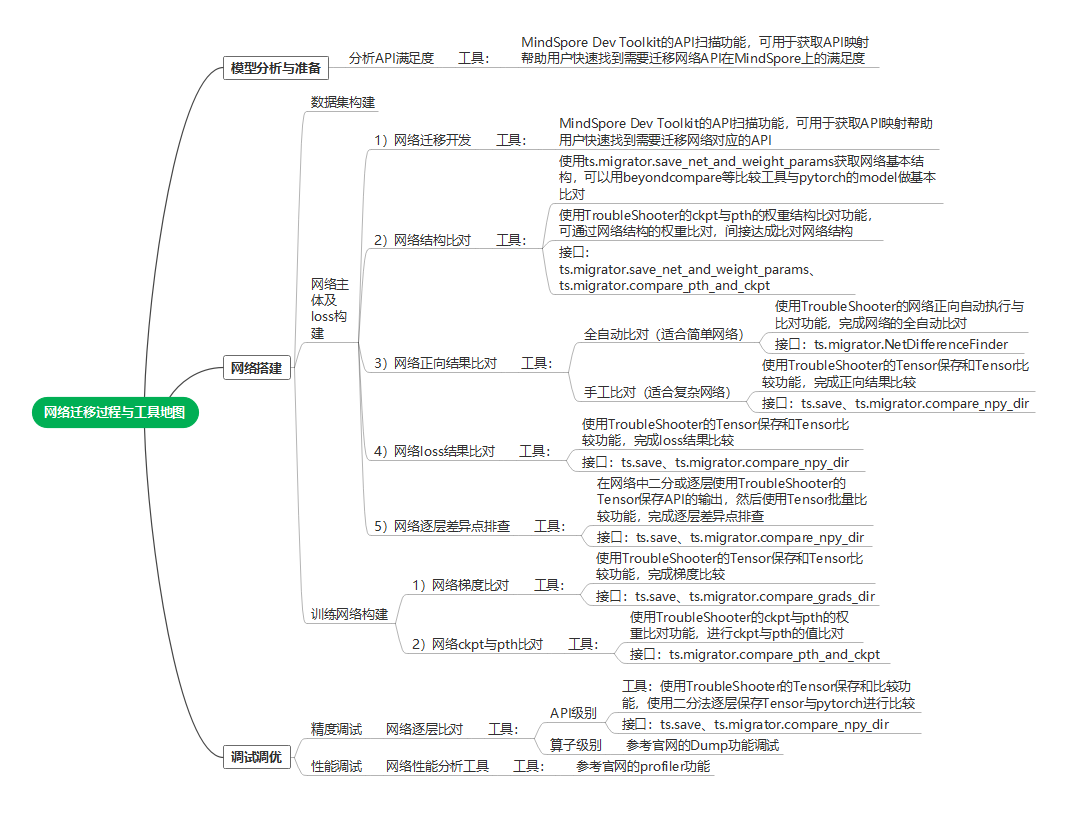 网络迁移过程与工具地图
模型分析与准备
分析API满足度
工具：
MindSpore Dev Toolkit的API扫描功能，可用于获取API映射
帮助用户快速找到需要迁移网络API在MindSpore上的满足度
网络搭建
数据集构建
网络主
体及
loss构
建
1）网络迁移开发
工具：
MindSpore Dev Toolkit的API扫描功能，可用于获取API映射帮助
用户快速找到需要迁移网络对应的API
2）网络结构比对
工具：
使用ts.migrator.save_net_and_weight_params获取网络基本结
构，可以用beyondcompare等比较工具与pytorch的model做基本
比对
使用TroubleShooter的ckpt与pth的权重结构比对功能，
可通过网络结构的权重比对，间接达成比对网络结构
接口：
ts.migrator.save_net_and_weight_params、
ts.migrator.compare_pth_and_ckpt
3）网络正向结果比对
工具：
全自动比对（适合简单网络）
使用TroubleShooter的网络正向自动执行与
比对功能，完成网络的全自动比对
接口：ts.migrator.NetDifferenceFinder
手工比对（适合复杂网络）
使用TroubleShooter的Tensor保存和Tensor比
较功能，完成正向结果比较
接口：ts.save、ts.migrator.compare_npy_dir
4）网络loss结果比对
工具：
使用TroubleShooter的Tensor保存和Tensor比
较功能，完成loss结果比较
接口：ts.save、ts.migrator.compare_npy_dir
5）网络逐层差异点排查
工具：
在网络中二分或逐层使用TroubleShooter的
Tensor保存API的输出，然后使用Tensor批量比
较功能，完成逐层差异点排查
接口：ts.save、ts.migrator.compare_npy_dir
训练网络构建
1）网络梯度比对
工具：
使用TroubleShooter的Tensor保存和Tensor比
较功能，完成梯度比较
接口：ts.save、ts.migrator.compare_grads_dir
2）网络ckpt与pth比对
工具：
使用TroubleShooter的ckpt与pth的权
重比对功能，进行ckpt与pth的值比对
接口：ts.migrator.compare_pth_and_ckpt
调试调优
精度调试
网络逐层比对
工具：
API级别
工具：使用TroubleShooter的Tensor保存和比较功
能，使用二分法逐层保存Tensor与pytorch进行比较
接口：ts.save、ts.migrator.compare_npy_dir
算子级别
参考官网的Dump功能调试
性能调试
网络性能分析工具
工具：
参考官网的profiler功能